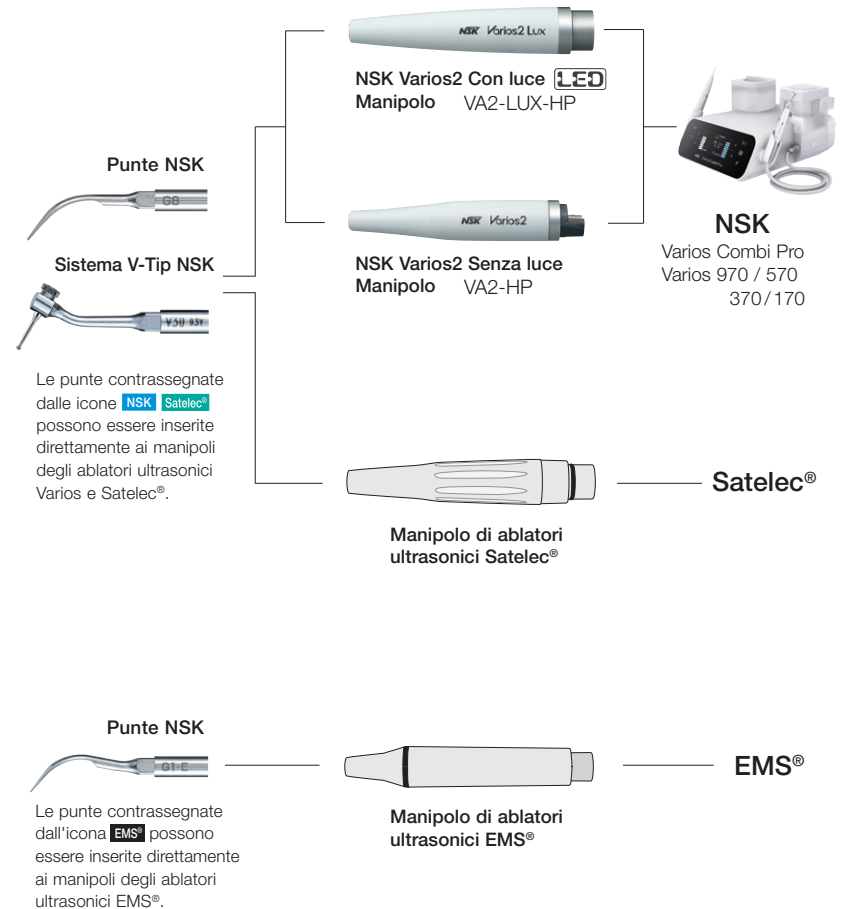 NSK Varios2 Lux
NSK Varios2 Con luce LED
Manipolo VA2-LUX-HP
Punte NSK
G8
NSK Varios2
Sistema V-Tip NSK
NSK Varios2 Senza luce
Manipolo VA2-HP
NSK
Varios Combi Pro
Varios 970 / 570
370/170
Le punte contrassegnate
dalle icone NSK Satelec®
possono essere inserite
direttamente ai manipoli
degli ablatori ultrasonici
Varios e Satelec®.
Satelec®
Manipolo di ablatori
ultrasonici Satelec®
Punte NSK
G1-E
EMS®
Le punte contrassegnate
dall'icona EMS® possono
essere inserite direttamente
ai manipoli degli ablatori
ultrasonici EMS®.
Manipolo di ablatori
ultrasonici EMS®